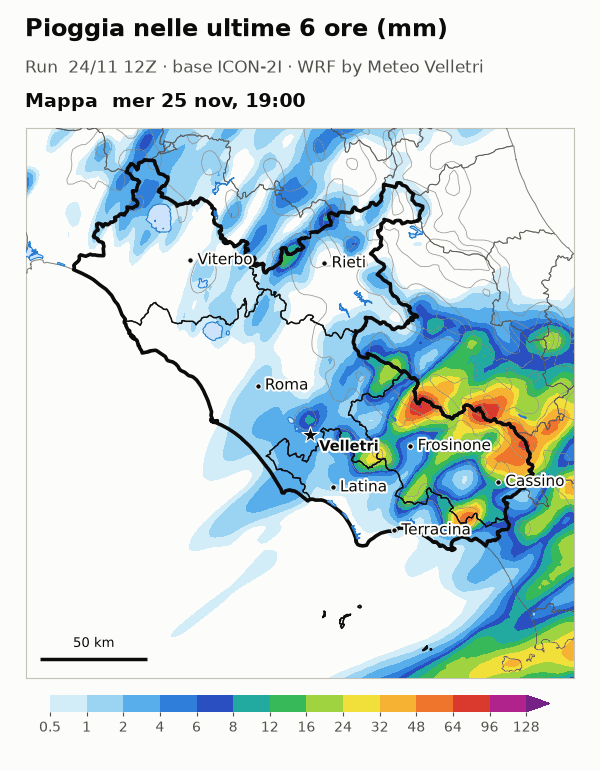 Pioggia nelle ultime 6 ore (mm)
Run  24/11 12Z · base ICON-2I · WRF by Meteo Velletri
Mappa  mer 25 nov, 19:00
Viterbo
Rieti
Roma
Velletri
Frosinone
Latina
Cassino
Terracina
50 km
0.5 1 2 4 6 8 12 16 24 32 48 64 96 128